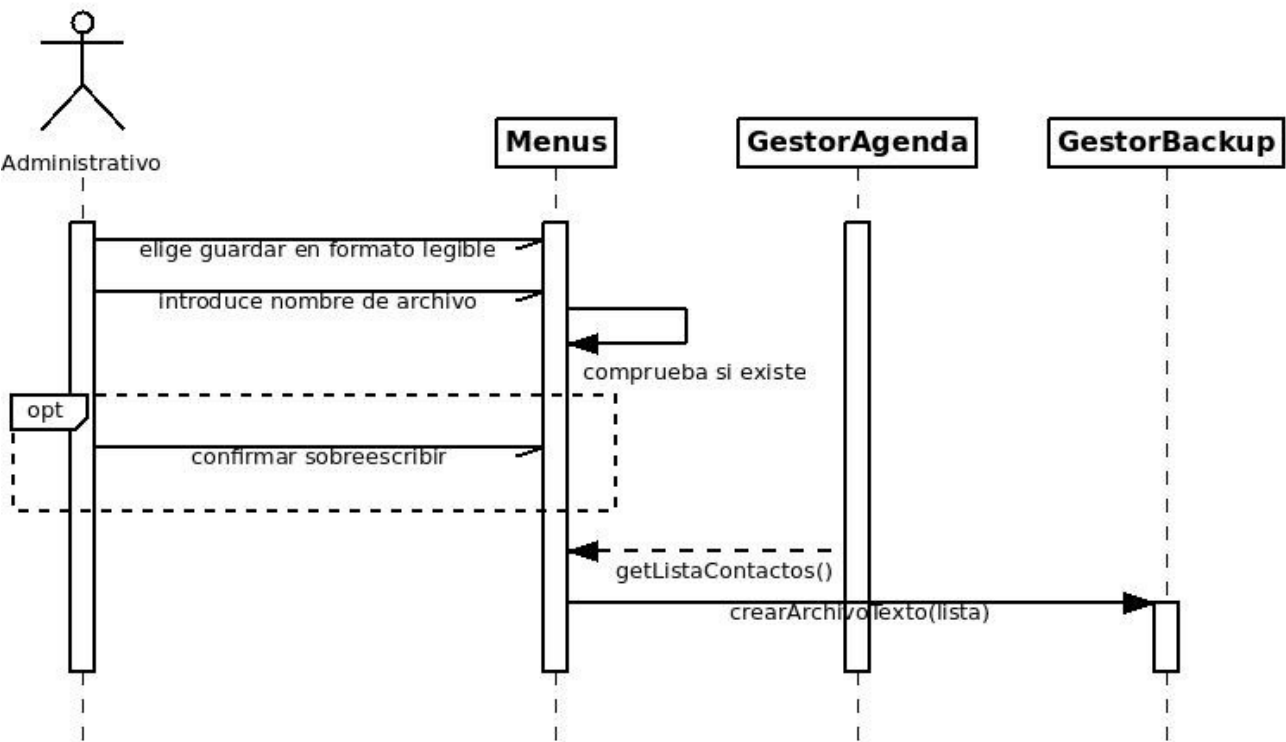 Administrativo
Menus
GestorAgenda
GestorBackup
elige guardar en formato legible
introduce nombre de archivo
comprueba si existe
opt
confirmar sobreescribir
getListaContactos()
crearArchivoTexto(lista)